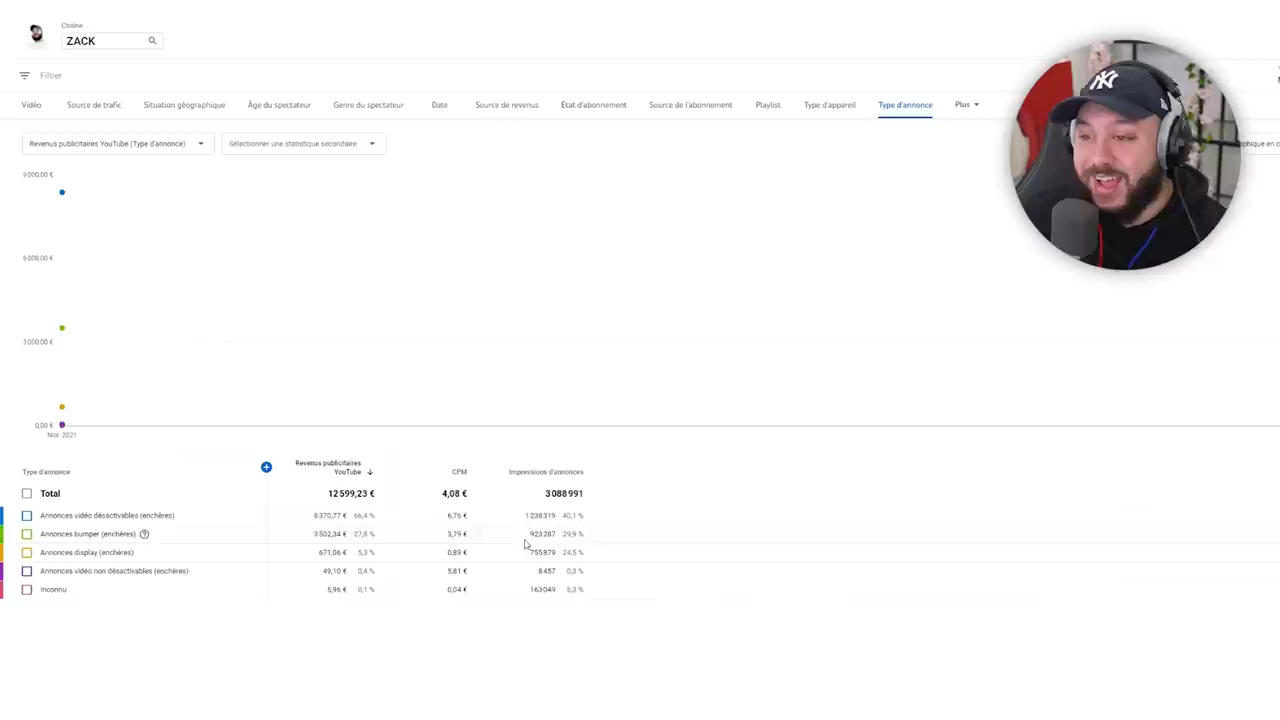 Chaîne
ZACK
Filtrer
Vidéo Source de trafic Situation géographique Âge du spectateur Genre du spectateur Date Source de revenus État d'abonnement Source de l'abonnement Playlist Type d'appareil Type d'annonce Plus
Revenus publicitaires YouTube (Type d'annonce) Sélectionner une statistique secondaire
9 000,00 €
6 000,00 €
3 000,00 €
0,00 €
Nov. 2021
Type d'annonce Revenus publicitaires YouTube CPM Impressions d'annonces
Total 12 599,23 € 4,08 € 3 088 991
Annonces vidéo désactivables (enchères) 8 370,77 € 66,4 % 6,76 € 1 238 319 40,1 %
Annonces bumper (enchères) 3 502,34 € 27,8 % 3,79 € 923 287 29,9 %
Annonces display (enchères) 671,06 € 5,3 % 0,89 € 755 879 24,5 %
Annonces vidéo non désactivables (enchères) 49,10 € 0,4 % 5,81 € 8 457 0,3 %
Inconnu 5,96 € 0,1 % 0,04 € 163 049 5,3 %